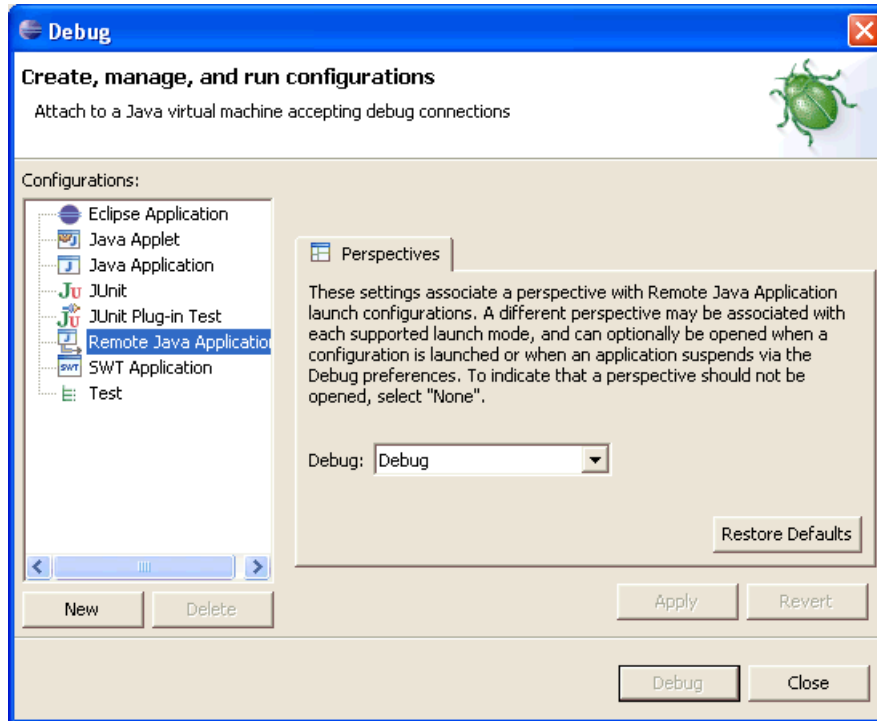 Debug
Create, manage, and run configurations
Attach to a Java virtual machine accepting debug connections
Configurations:
Eclipse Application
Java Applet
Java Application
JUnit
JUnit Plug-in Test
Remote Java Applicatio
SWT Application
Test
Perspectives
These settings associate a perspective with Remote Java Application
launch configurations. A different perspective may be associated with
each supported launch mode, and can optionally be opened when a
configuration is launched or when an application suspends via the
Debug preferences. To indicate that a perspective should not be
opened, select "None".
Debug: Debug
Restore Defaults
New Delete
Apply Revert
Debug Close